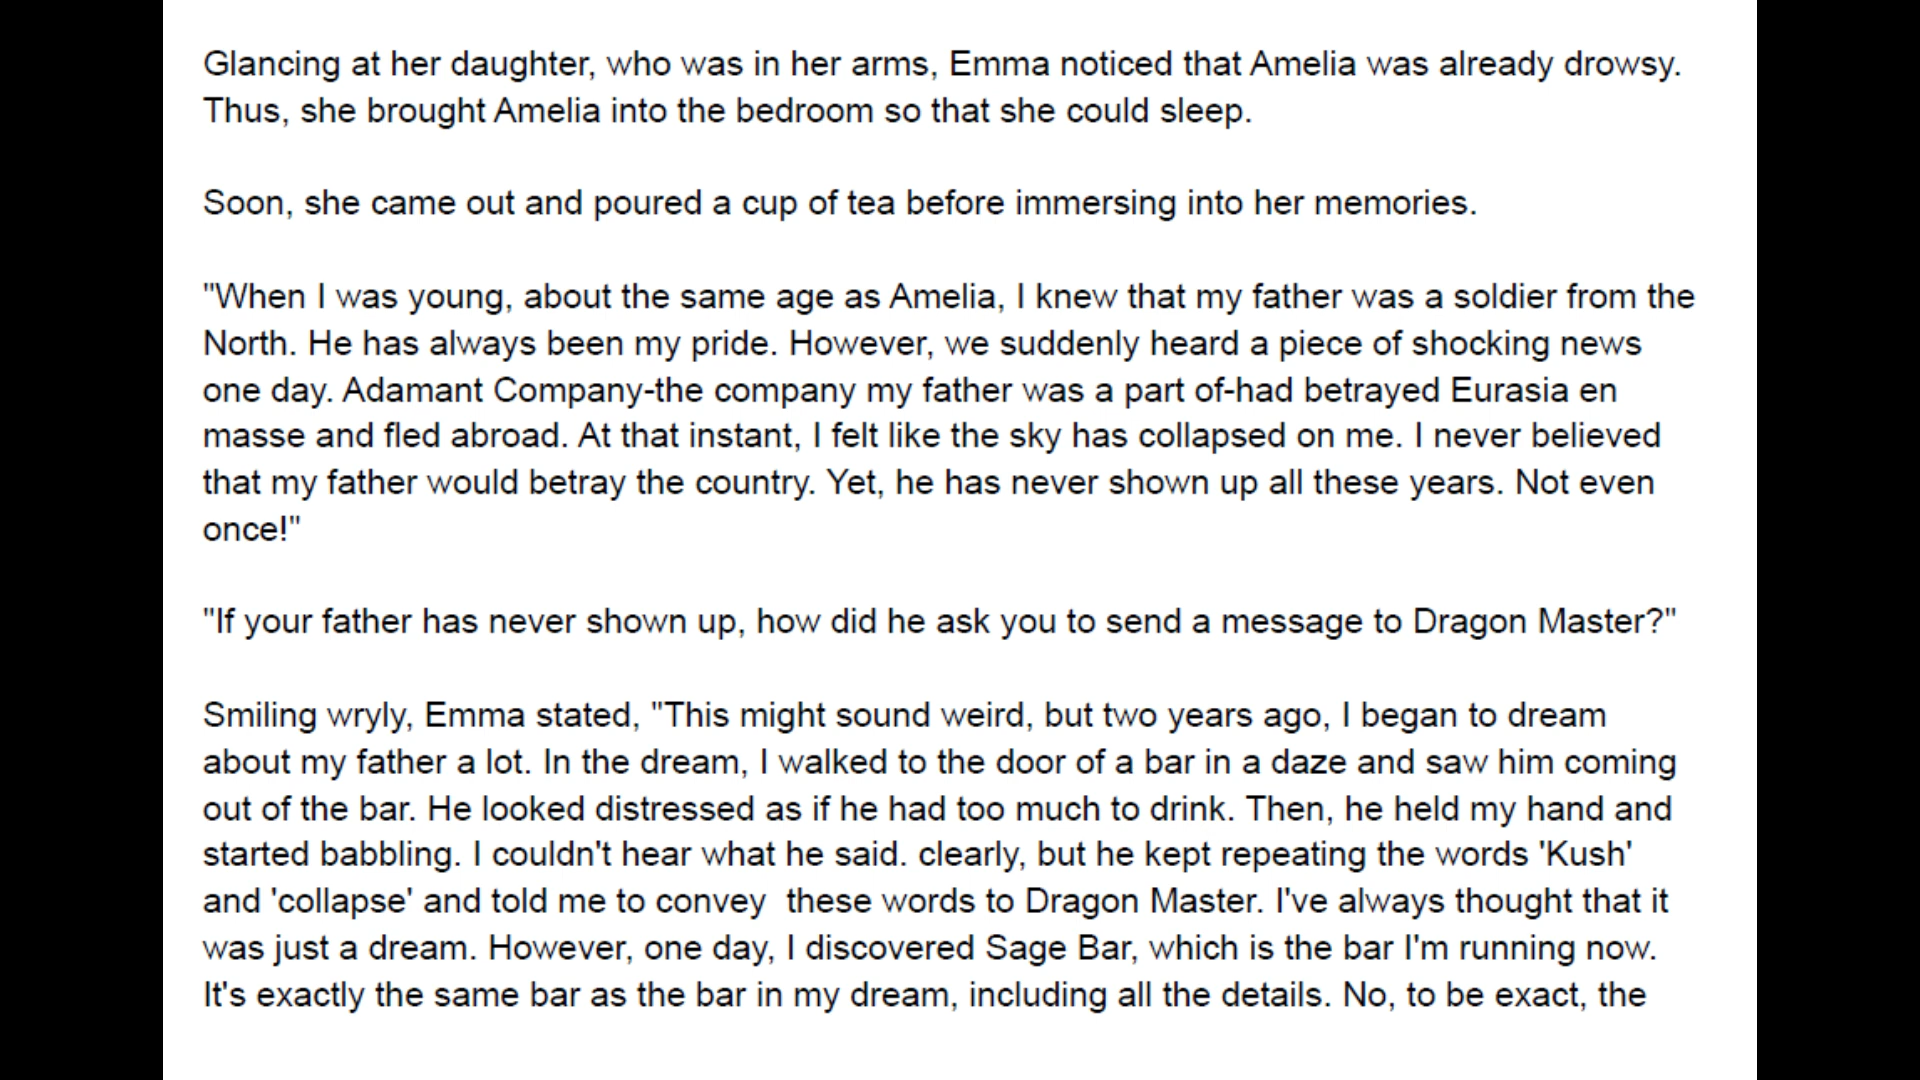 Glancing at her daughter, who was in her arms, Emma noticed that Amelia was already drowsy.
Thus, she brought Amelia into the bedroom so that she could sleep.
Soon, she came out and poured a cup of tea before immersing into her memories.
"When I was young, about the same age as Amelia, I knew that my father was a soldier from the
North. He has always been my pride. However, we suddenly heard a piece of shocking news
one day. Adamant Company-the company my father was a part of-had betrayed Eurasia en
masse and fled abroad. At that instant, I felt like the sky has collapsed on me. I never believed
that my father would betray the country. Yet, he has never shown up all these years. Not even
once!"
"If your father has never shown up, how did he ask you to send a message to Dragon Master?"
Smiling wryly, Emma stated, "This might sound weird, but two years ago, I began to dream
about my father a lot. In the dream, I walked to the door of a bar in a daze and saw him coming
out of the bar. He looked distressed as if he had too much to drink. Then, he held my hand and
started babbling. I couldn't hear what he said. clearly, but he kept repeating the words 'Kush'
and 'collapse' and told me to convey  these words to Dragon Master. I've always thought that it
was just a dream. However, one day, I discovered Sage Bar, which is the bar I'm running now.
It's exactly the same bar as the bar in my dream, including all the details. No, to be exact, the